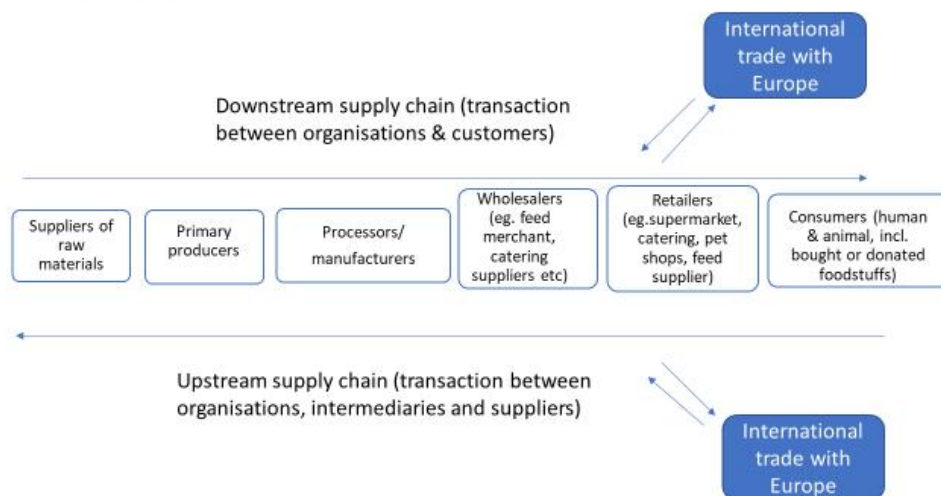 International
trade with
Europe
Downstream supply chain (transaction
between organisations & customers)
Suppliers of
raw
materials
Primary
producers
Processors/
manufacturers
Wholesalers
(eg. feed
merchant,
catering
suppliers etc)
Retailers
(eg.supermarket,
catering, pet
shops, feed
supplier)
Consumers (human
& animal, incl.
bought or donated
foodstuffs)
Upstream supply chain (transaction between
organisations, intermediaries and suppliers)
International
trade with
Europe